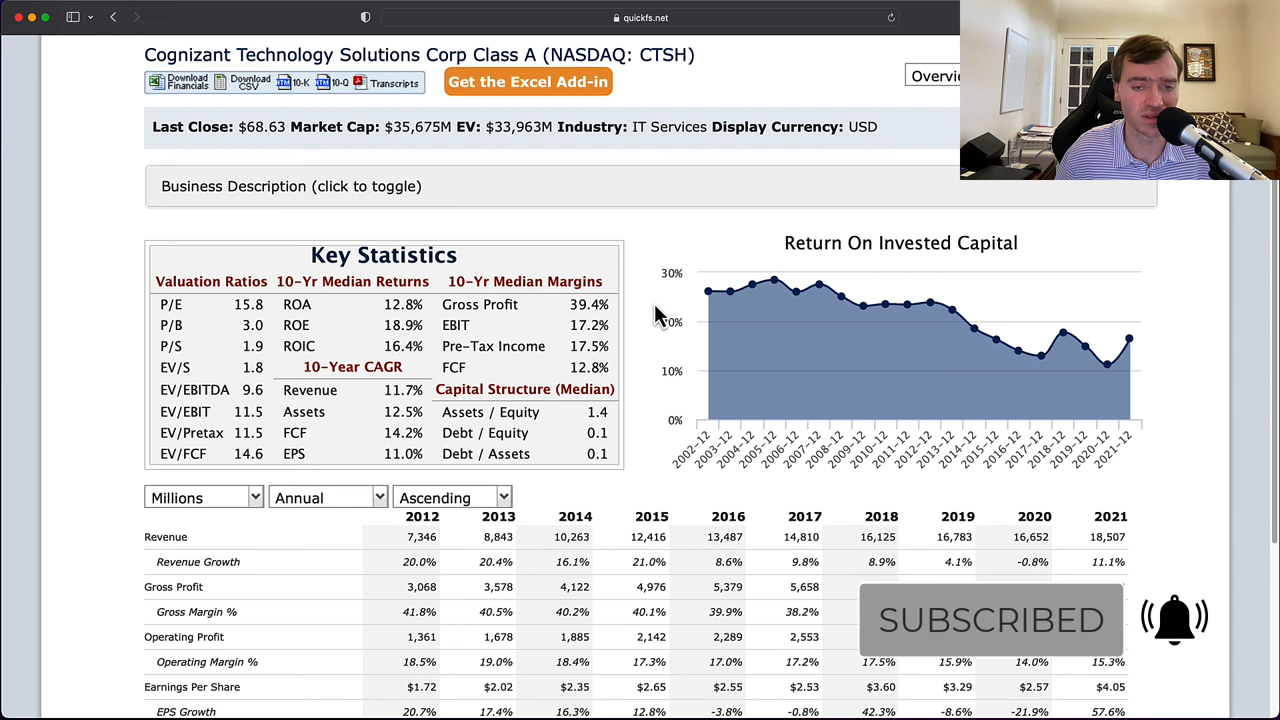 quickfs.net
Cognizant Technology Solutions Corp Class A (NASDAQ: CTSH)
Download Financials Download CSV 10-K 10-Q Transcripts
Get the Excel Add-in
Overvie
Last Close: $68.63 Market Cap: $35,675M EV: $33,963M Industry: IT Services Display Currency: USD
Business Description (click to toggle)
Key Statistics
Valuation Ratios 10-Yr Median Returns 10-Yr Median Margins
P/E 15.8 ROA 12.8% Gross Profit 39.4%
P/B 3.0 ROE 18.9% EBIT 17.2%
P/S 1.9 ROIC 16.4% Pre-Tax Income 17.5%
EV/S 1.8 10-Year CAGR FCF 12.8%
EV/EBITDA 9.6 Revenue 11.7% Capital Structure (Median)
EV/EBIT 11.5 Assets 12.5% Assets / Equity 1.4
EV/Pretax 11.5 FCF 14.2% Debt / Equity 0.1
EV/FCF 14.6 EPS 11.0% Debt / Assets 0.1
Return On Invested Capital
30%
20%
10%
0%
2002-12 2003-12 2004-12 2005-12 2006-12 2007-12 2008-12 2009-12 2010-12 2011-12 2012-12 2013-12 2014-12 2015-12 2016-12 2017-12 2018-12 2019-12 2020-12 2021-12
Millions Annual Ascending
2012 2013 2014 2015 2016 2017 2018 2019 2020 2021
Revenue 7,346 8,843 10,263 12,416 13,487 14,810 16,125 16,783 16,652 18,507
Revenue Growth 20.0% 20.4% 16.1% 21.0% 8.6% 9.8% 8.9% 4.1% -0.8% 11.1%
Gross Profit 3,068 3,578 4,122 4,976 5,379 5,658
Gross Margin % 41.8% 40.5% 40.2% 40.1% 39.9% 38.2%
SUBSCRIBED
Operating Profit 1,361 1,678 1,885 2,142 2,289 2,553
Operating Margin % 18.5% 19.0% 18.4% 17.3% 17.0% 17.2% 17.5% 15.9% 14.0% 15.3%
Earnings Per Share $1.72 $2.02 $2.35 $2.65 $2.55 $2.53 $3.60 $3.29 $2.57 $4.05
EPS Growth 20.7% 17.4% 16.3% 12.8% -3.8% -0.8% 42.3% -8.6% -21.9% 57.6%